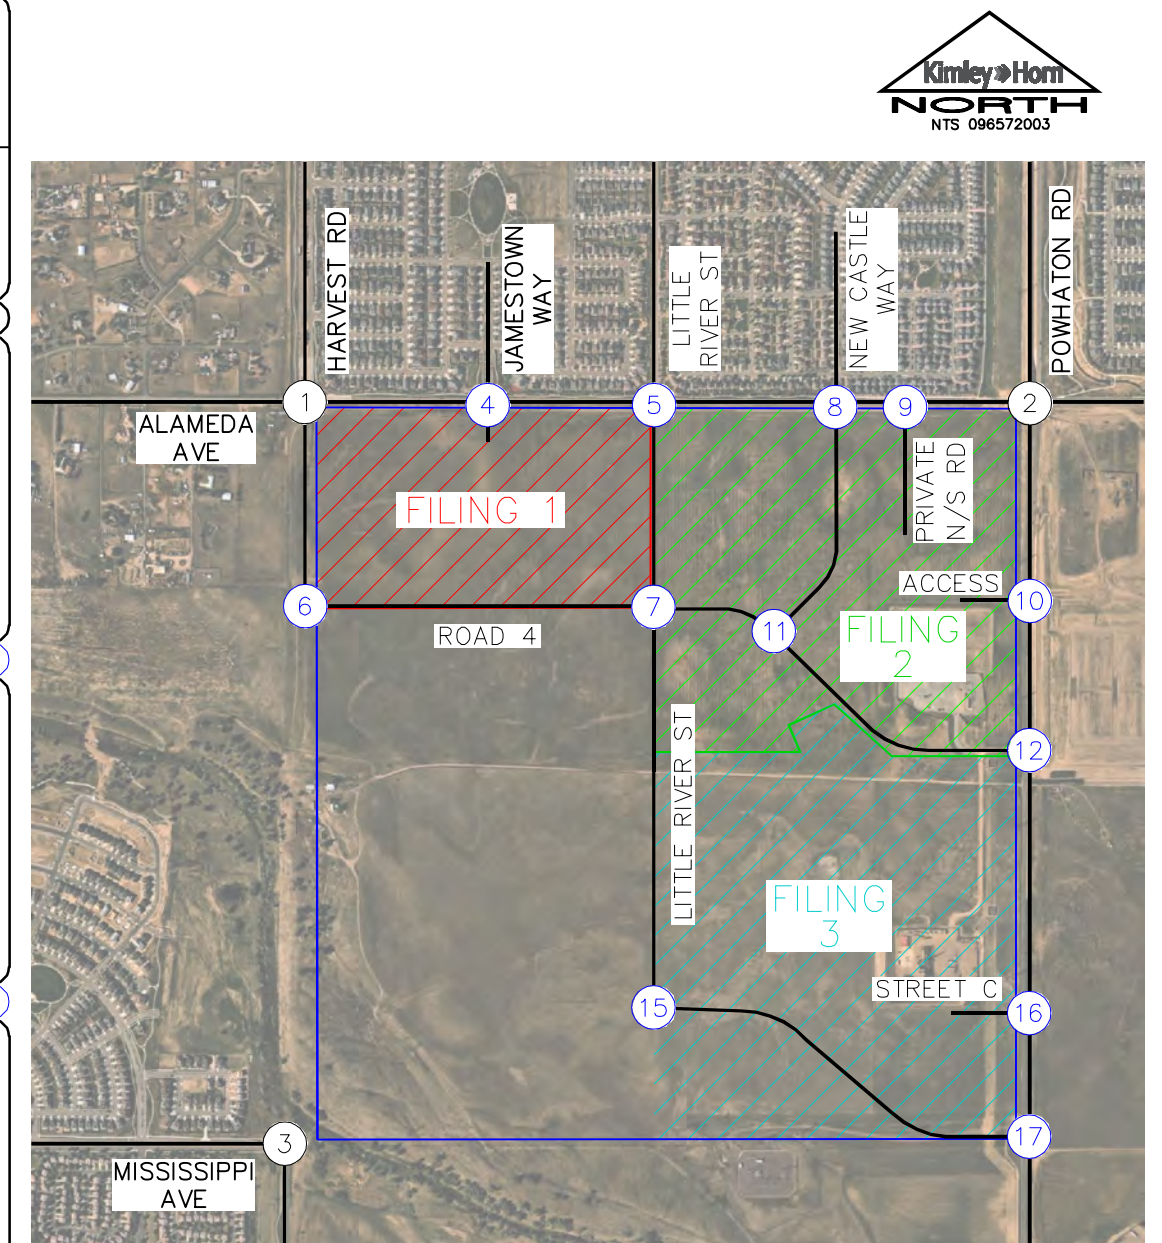 Kimley»Horn
NORTH
NTS 096572003
HARVEST RD
JAMESTOWN
WAY
LITTLE
RIVER ST
NEW CASTLE
WAY
POWHATON RD
1
4
5
8
9
2
ALAMEDA
AVE
FILING 1
PRIVATE
N/S RD
ACCESS
6
7
10
11
ROAD 4
FILING
2
12
LITTLE RIVER ST
FILING
3
STREET C
15
16
17
3
MISSISSIPPI
AVE